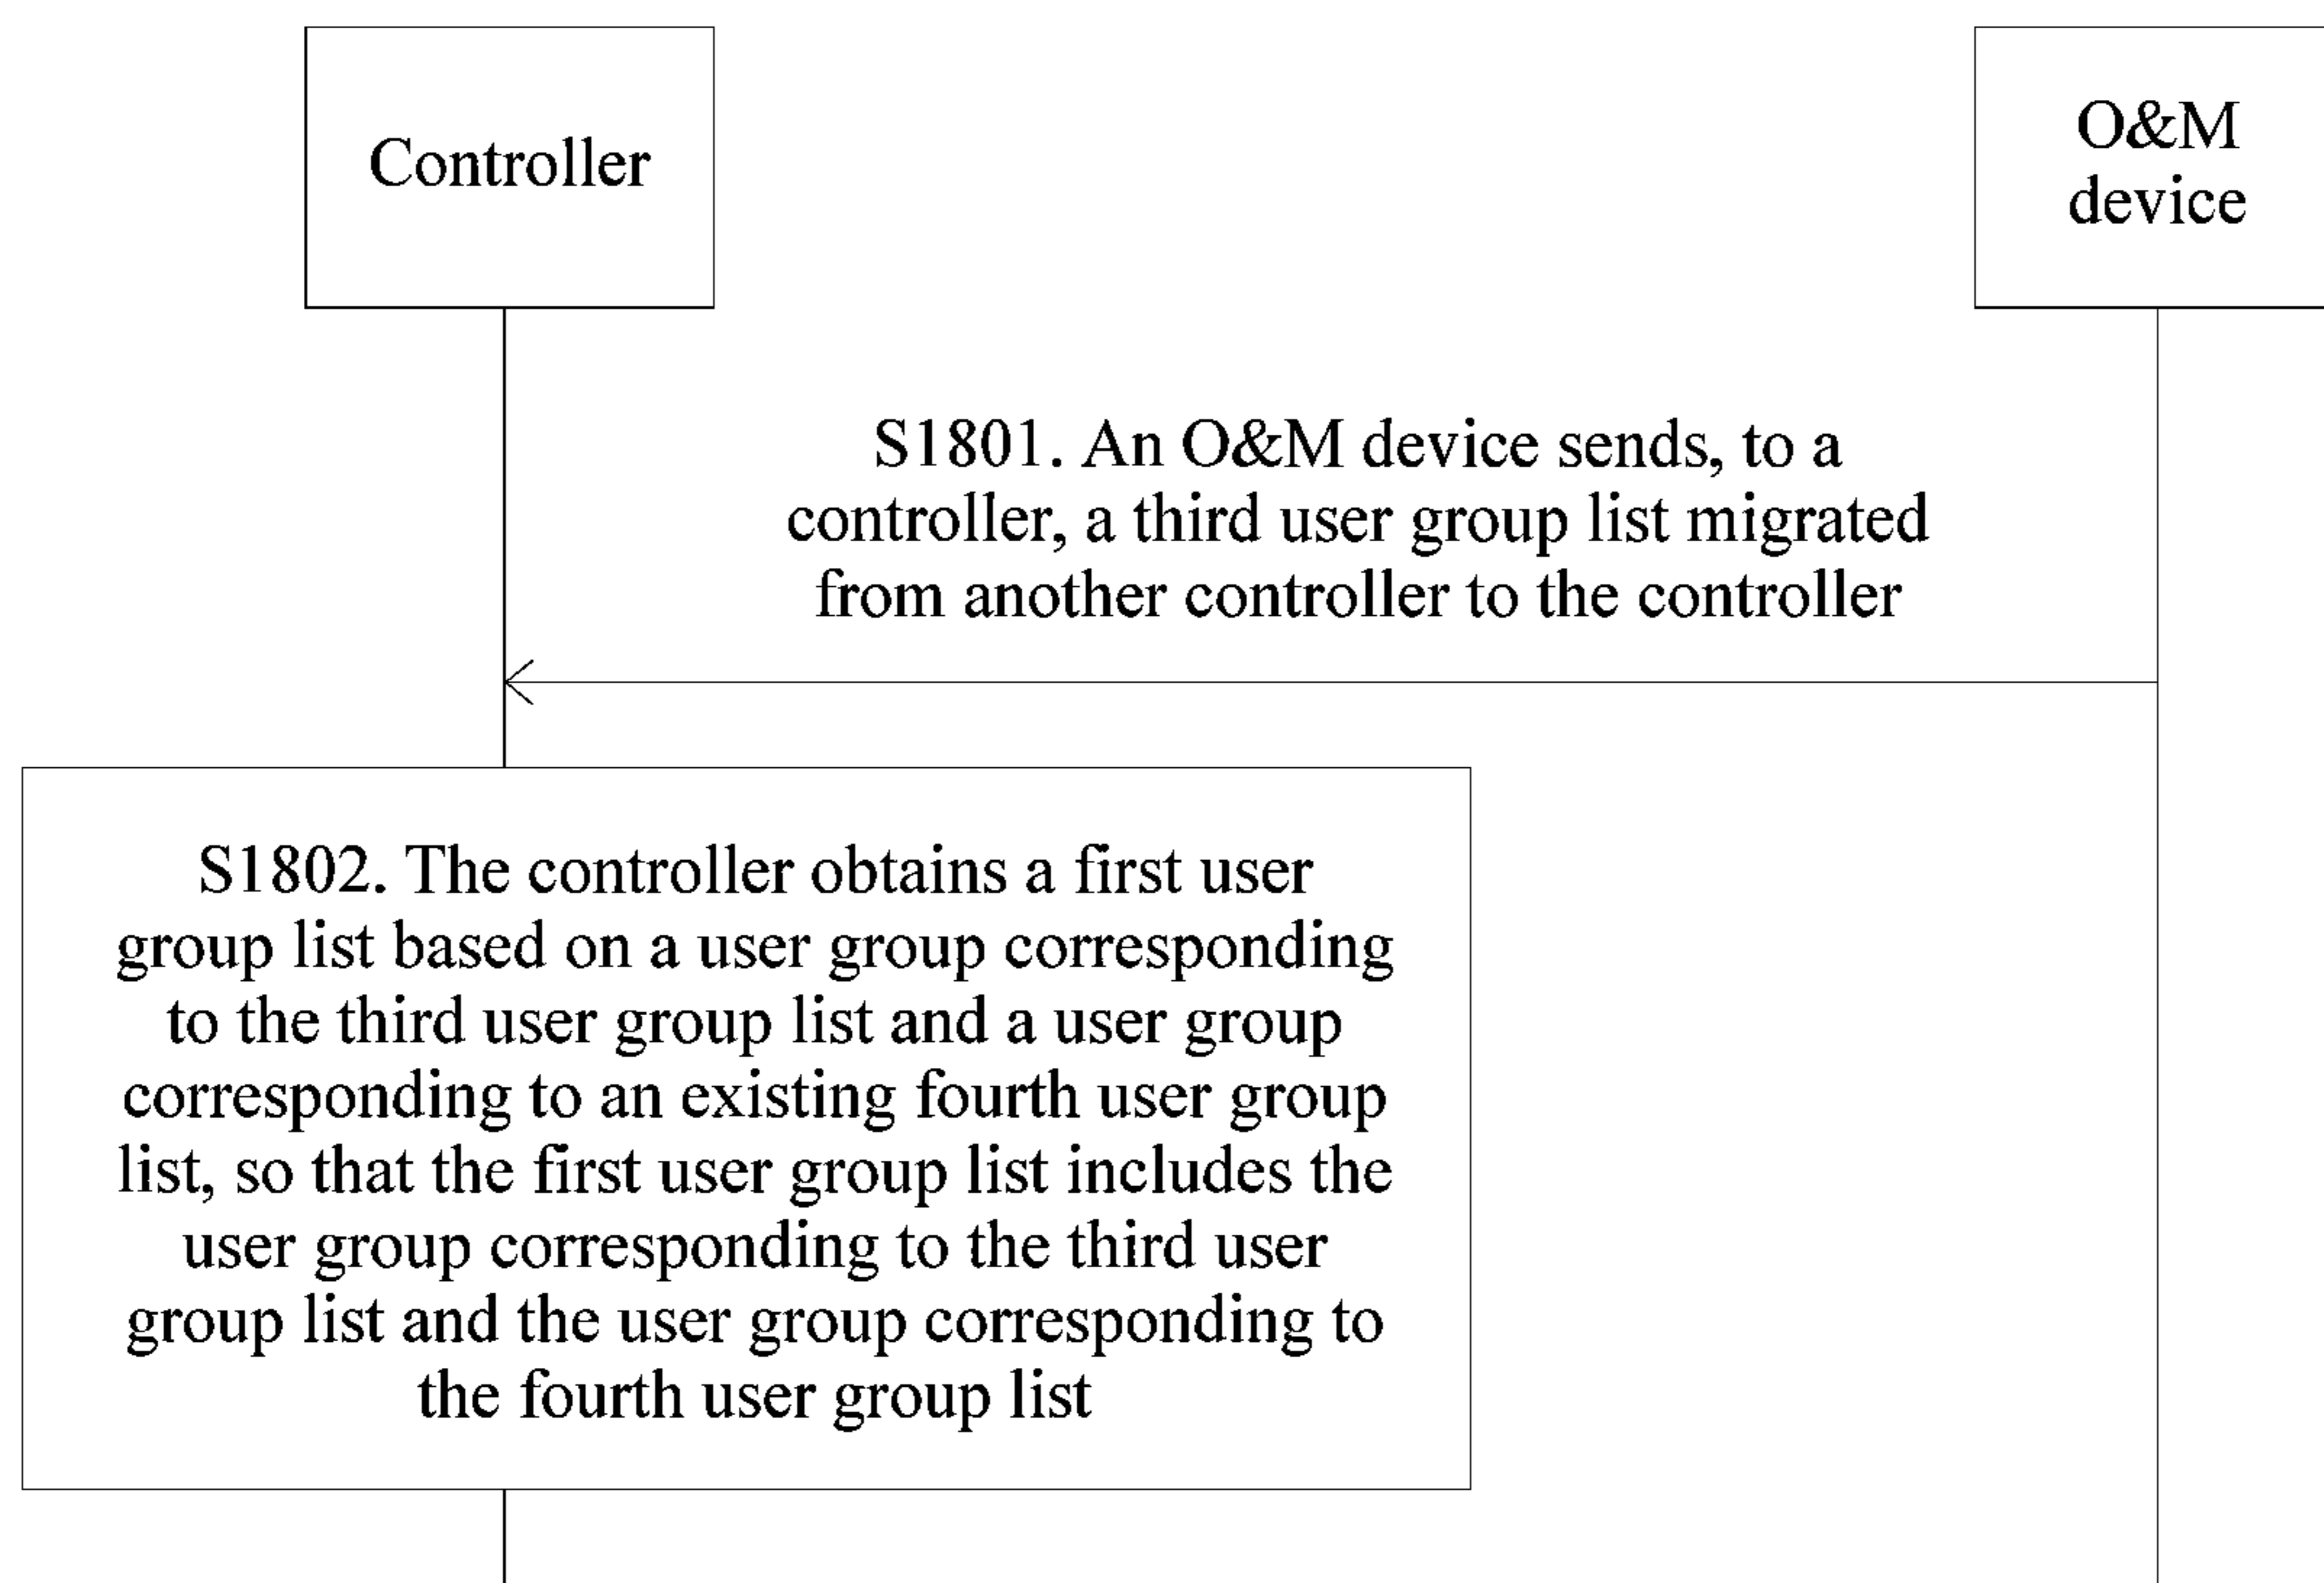 Controller
O&M
device
S1801. An O&M device sends, to a
controller, a third user group list migrated
from another controller to the controller
S1802. The controller obtains a first user
group list based on a user group corresponding
to the third user group list and a user group
corresponding to an existing fourth user group
list, so that the first user group list includes the
user group corresponding to the third user
group list and the user group corresponding to
the fourth user group list